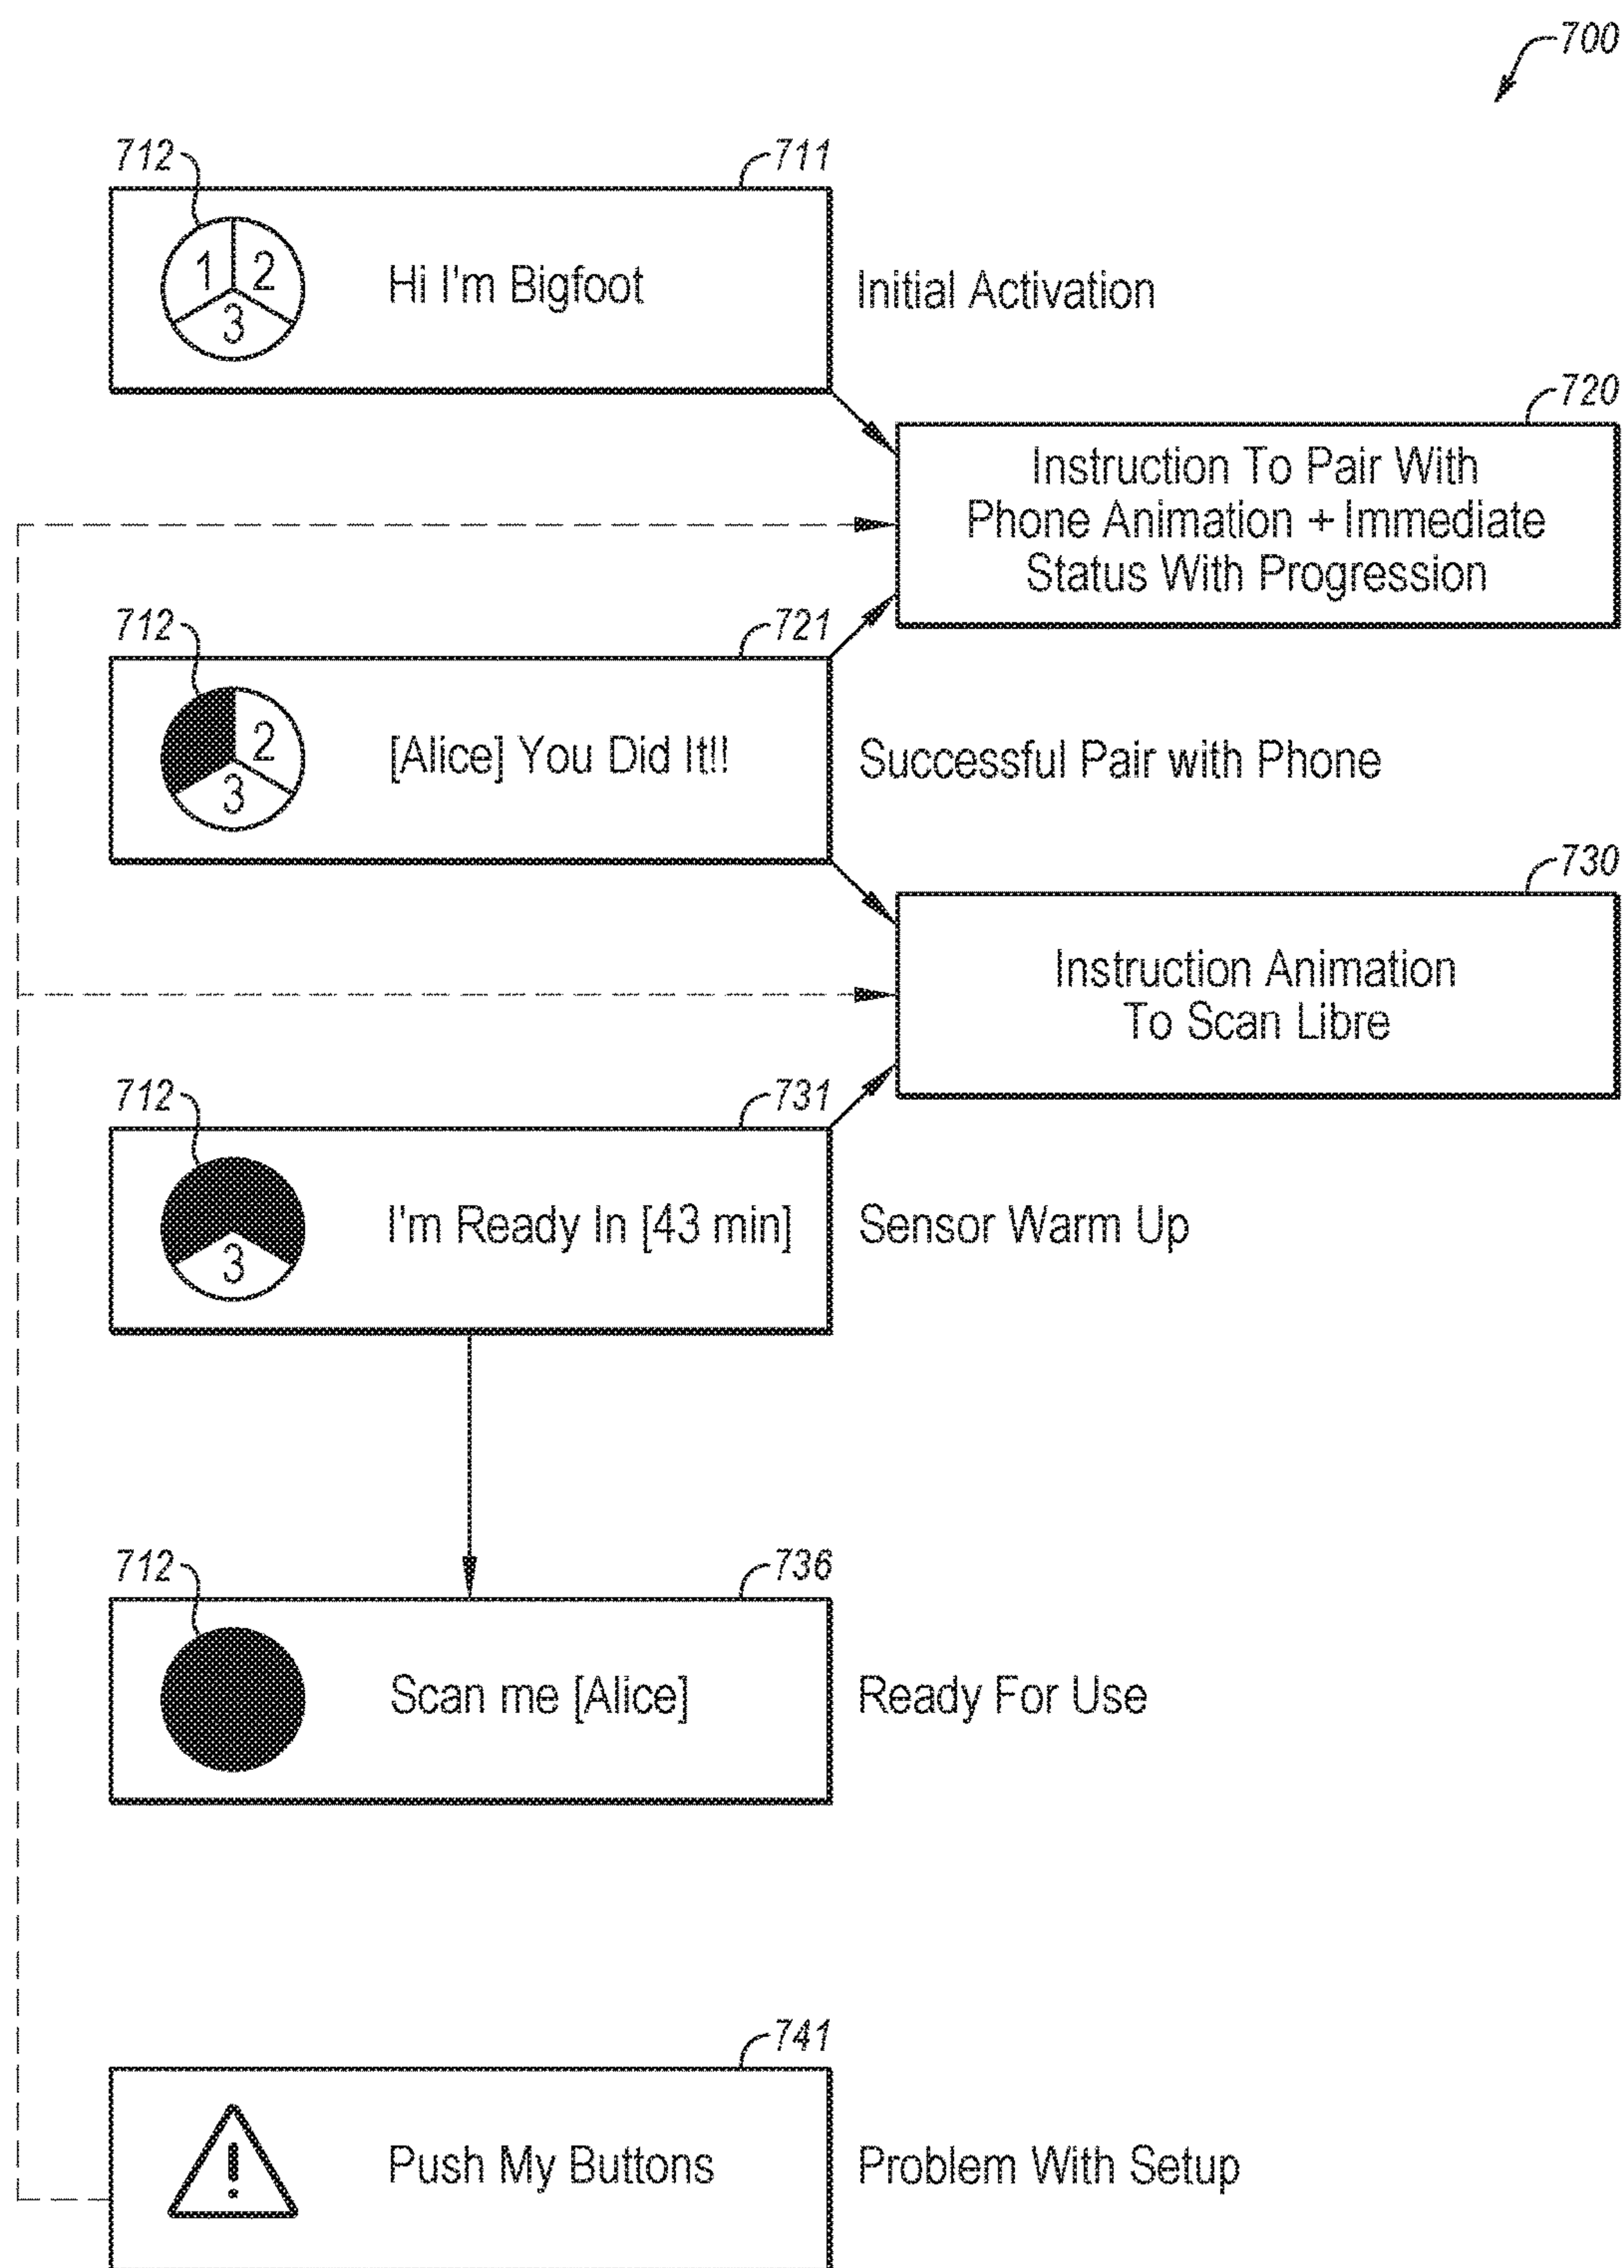 700
712
711
1 2
3
Hi I'm Bigfoot
Initial Activation
720
Instruction To Pair With
Phone Animation + Immediate
Status With Progression
712
721
2
3
[Alice] You Did It!!
Successful Pair with Phone
730
Instruction Animation
To Scan Libre
712
731
3
I'm Ready In [43 min]
Sensor Warm Up
712
736
Scan me [Alice]
Ready For Use
741
!
Push My Buttons
Problem With Setup